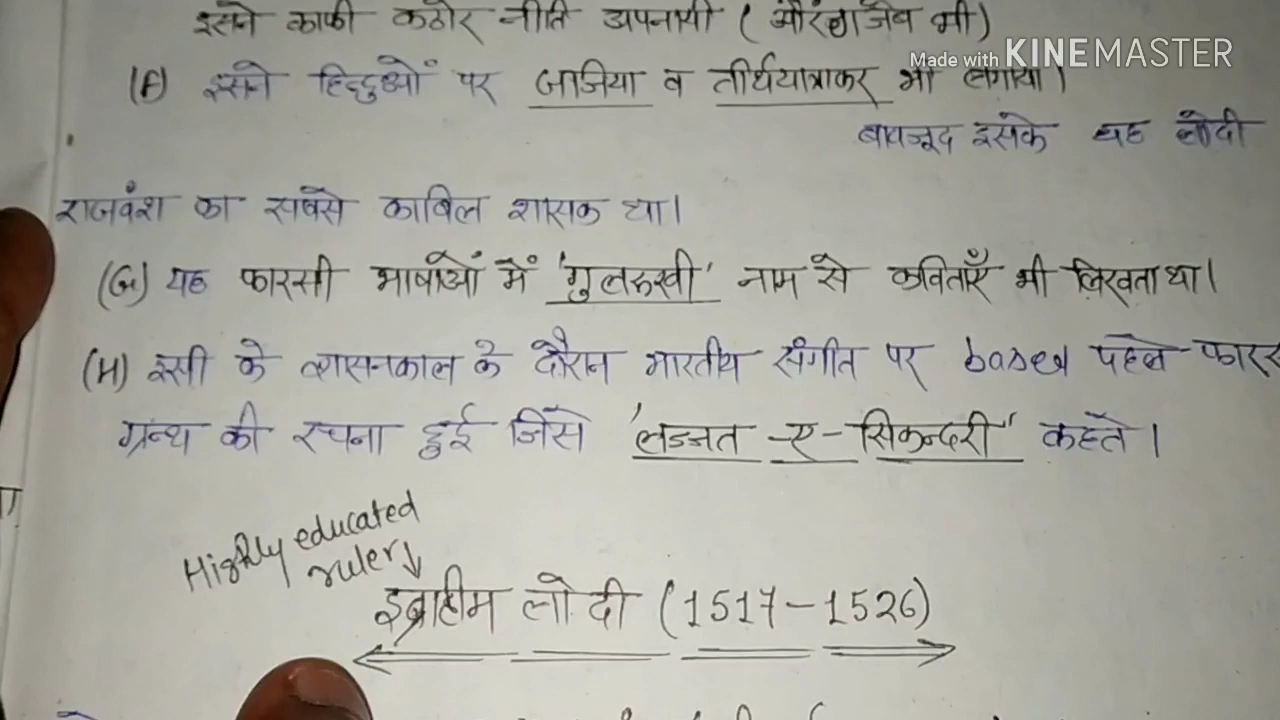 इसने काफी कठोर नीति अपनायी (औरंगजेब भी)
Made with KINEMASTER
(F) इसने हिन्दुओं पर जजिया व तीर्थयात्राकर भी लगाया।
बावजूद इसके यह लोदी
राजवंश का सबसे काबिल शासक था।
(G) यह फारसी भाषाओं में 'गुलरुखी' नाम से कविताएँ भी लिखता था।
(H) इसी के शासनकाल के दौरान भारतीय संगीत पर based पहले फारस
ग्रन्थ की रचना हुई जिसे 'लज्जत-ए-सिकन्दरी' कहते।
Highly educated
ruler
इब्राहीम लोदी (1517-1526)